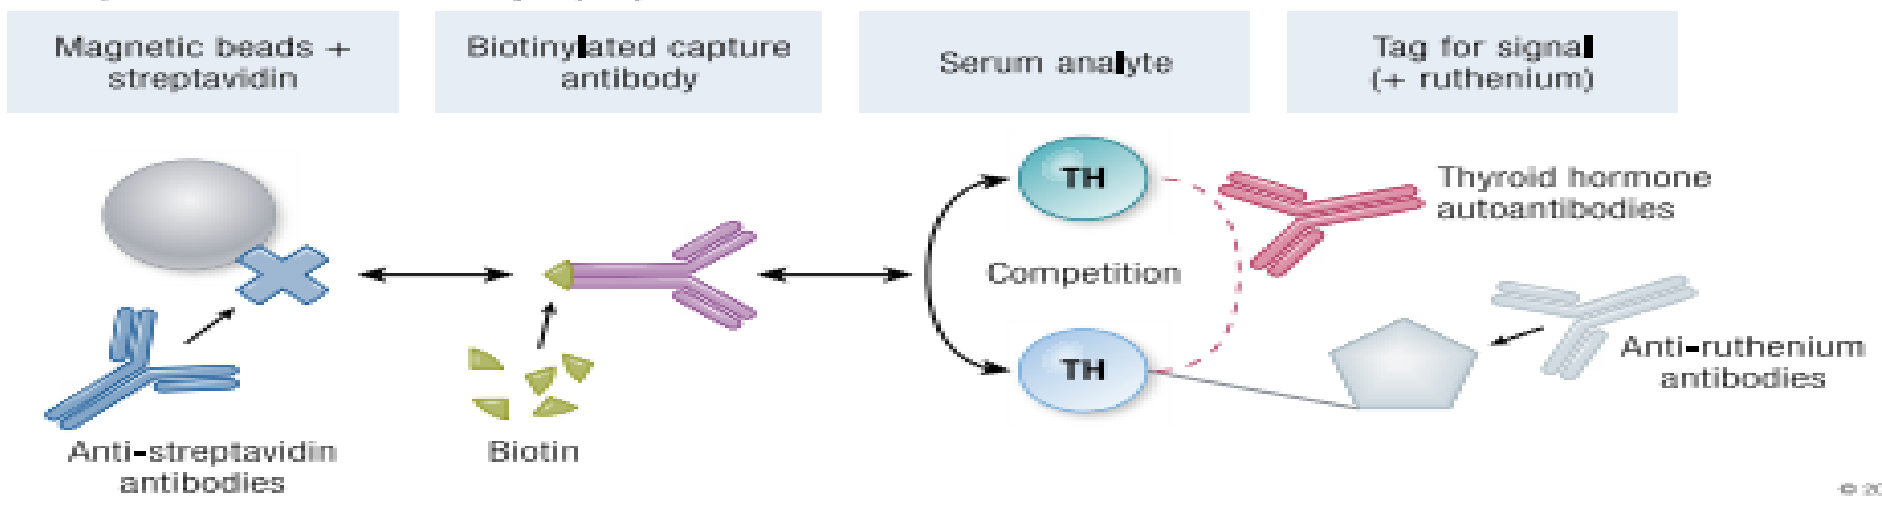 Magnetic beads +
streptavidin
Biotinylated capture
antibody
Serum analyte
Tag for signal
(+ ruthenium)
TH
Thyroid hormone
autoantibodies
Competition
TH
Anti-ruthenium
antibodies
Anti-streptavidin
antibodies
Biotin